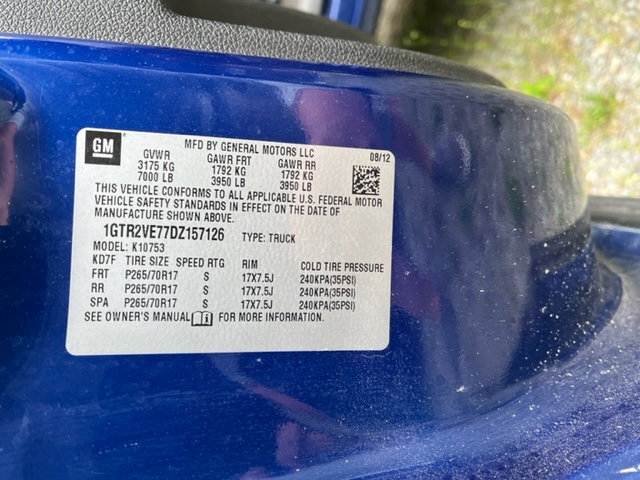 GM
MFD BY GENERAL MOTORS LLC
08/12
GVWR GAWR FRT GAWR RR
3175 KG 1792 KG 1792 KG
7000 LB 3950 LB 3950 LB
THIS VEHICLE CONFORMS TO ALL APPLICABLE U.S. FEDERAL MOTOR
VEHICLE SAFETY STANDARDS IN EFFECT ON THE DATE OF
MANUFACTURE SHOWN ABOVE.
1GTR2VE77DZ157126 TYPE: TRUCK
MODEL: K10753
KD7F TIRE SIZE SPEED RTG RIM COLD TIRE PRESSURE
FRT P265/70R17 S 17X7.5J 240KPA(35PSI)
RR P265/70R17 S 17X7.5J 240KPA(35PSI)
SPA P265/70R17 S 17X7.5J 240KPA(35PSI)
SEE OWNER'S MANUAL FOR MORE INFORMATION.